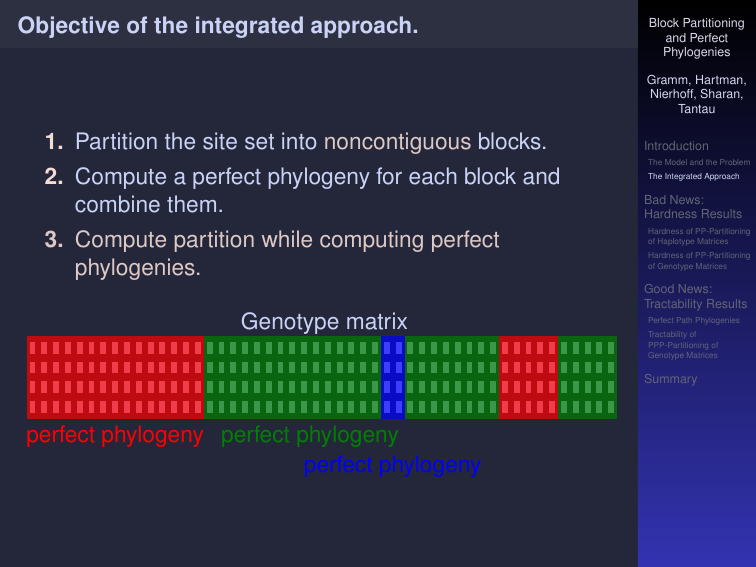 Objective of the integrated approach.
1. Partition the site set into noncontiguous blocks.
2. Compute a perfect phylogeny for each block and
combine them.
3. Compute partition while computing perfect
phylogenies.
Genotype matrix
perfect phylogeny perfect phylogeny
perfect phylogeny
Block Partitioning
and Perfect
Phylogenies
Gramm, Hartman,
Nierhoff, Sharan,
Tantau
Introduction
The Model and the Problem
The Integrated Approach
Bad News:
Hardness Results
Hardness of PP-Partitioning
of Haplotype Matrices
Hardness of PP-Partitioning
of Genotype Matrices
Good News:
Tractability Results
Perfect Path Phylogenies
Tractability of
PPP-Partitioning of
Genotype Matrices
Summary